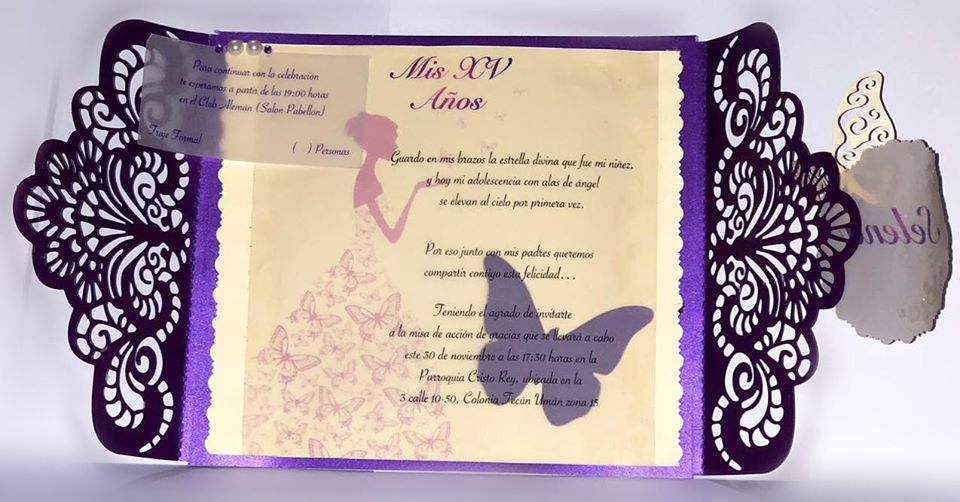 Para continuar con la celebración
te esperamos a partir de las 19:00 horas
en el Club Alemán (Salon Pabellón)
Traje Formal
( ) Personas
Mis XV
Años
Guardo en mis brazos la estrella divina que fue mi niñez,
y hoy mi adolescencia con alas de ángel
se elevan al cielo por primera vez.
Por eso junto con mis padres queremos
compartir contigo esta felicidad...
Teniendo el agrado de invitarte
a la misa de acción de gracias que se llevará a cabo
este 30 de noviembre a las 17:30 horas en la
Parroquia Cristo Rey, ubicada en la
3 calle 10-50, Colonia Tecún Umán zona 15